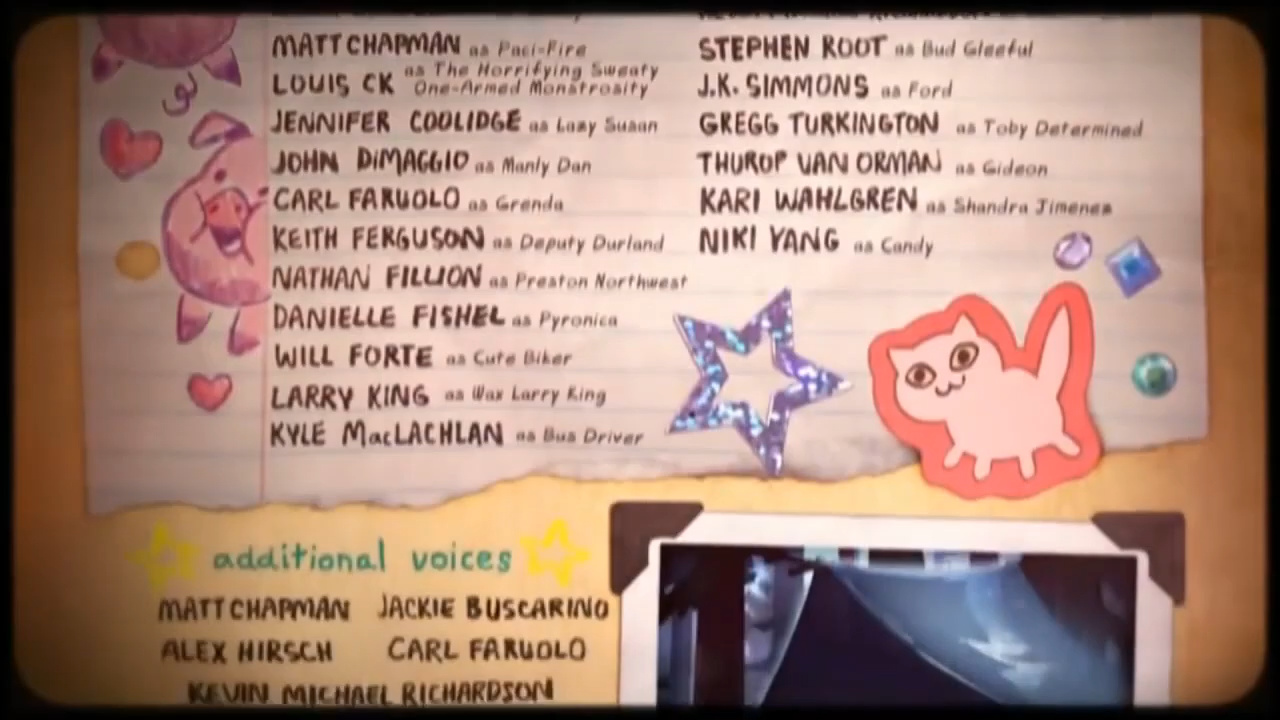 MATT CHAPMAN as Paci-Fire
LOUIS CK as The Horrifying Sweaty One-Armed Monstrosity
JENNIFER COOLIDGE as Lazy Susan
JOHN DiMAGGIO as Manly Dan
CARL FARUOLO as Grenda
KEITH FERGUSON as Deputy Durland
NATHAN FILLION as Preston Northwest
DANIELLE FISHEL as Pyronica
WILL FORTE as Cute Biker
LARRY KING as Wax Larry King
KYLE MacLACHLAN as Bus Driver
STEPHEN ROOT as Bud Gleeful
J.K. SIMMONS as Ford
GREGG TURKINGTON as Toby Determined
THUROP VAN ORMAN as Gideon
KARI WAHLGREN as Shandra Jimenez
NIKI YANG as Candy
additional voices
MATT CHAPMAN JACKIE BUSCARINO
ALEX HIRSCH CARL FARUOLO
KEVIN MICHAEL RICHARDSON